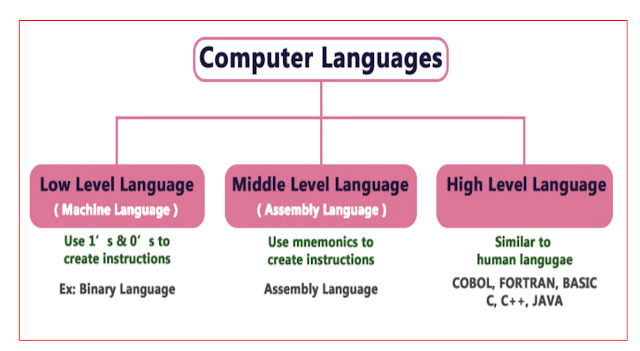 Computer Languages
Low Level Language
( Machine Language )
Use 1's & 0's to
create instructions
Ex: Binary Language
Middle Level Language
( Assembly Language )
Use mnemonics to
create instructions
Assembly Language
High Level Language
Similar to
human langugae
COBOL, FORTRAN, BASIC
C, C++, JAVA